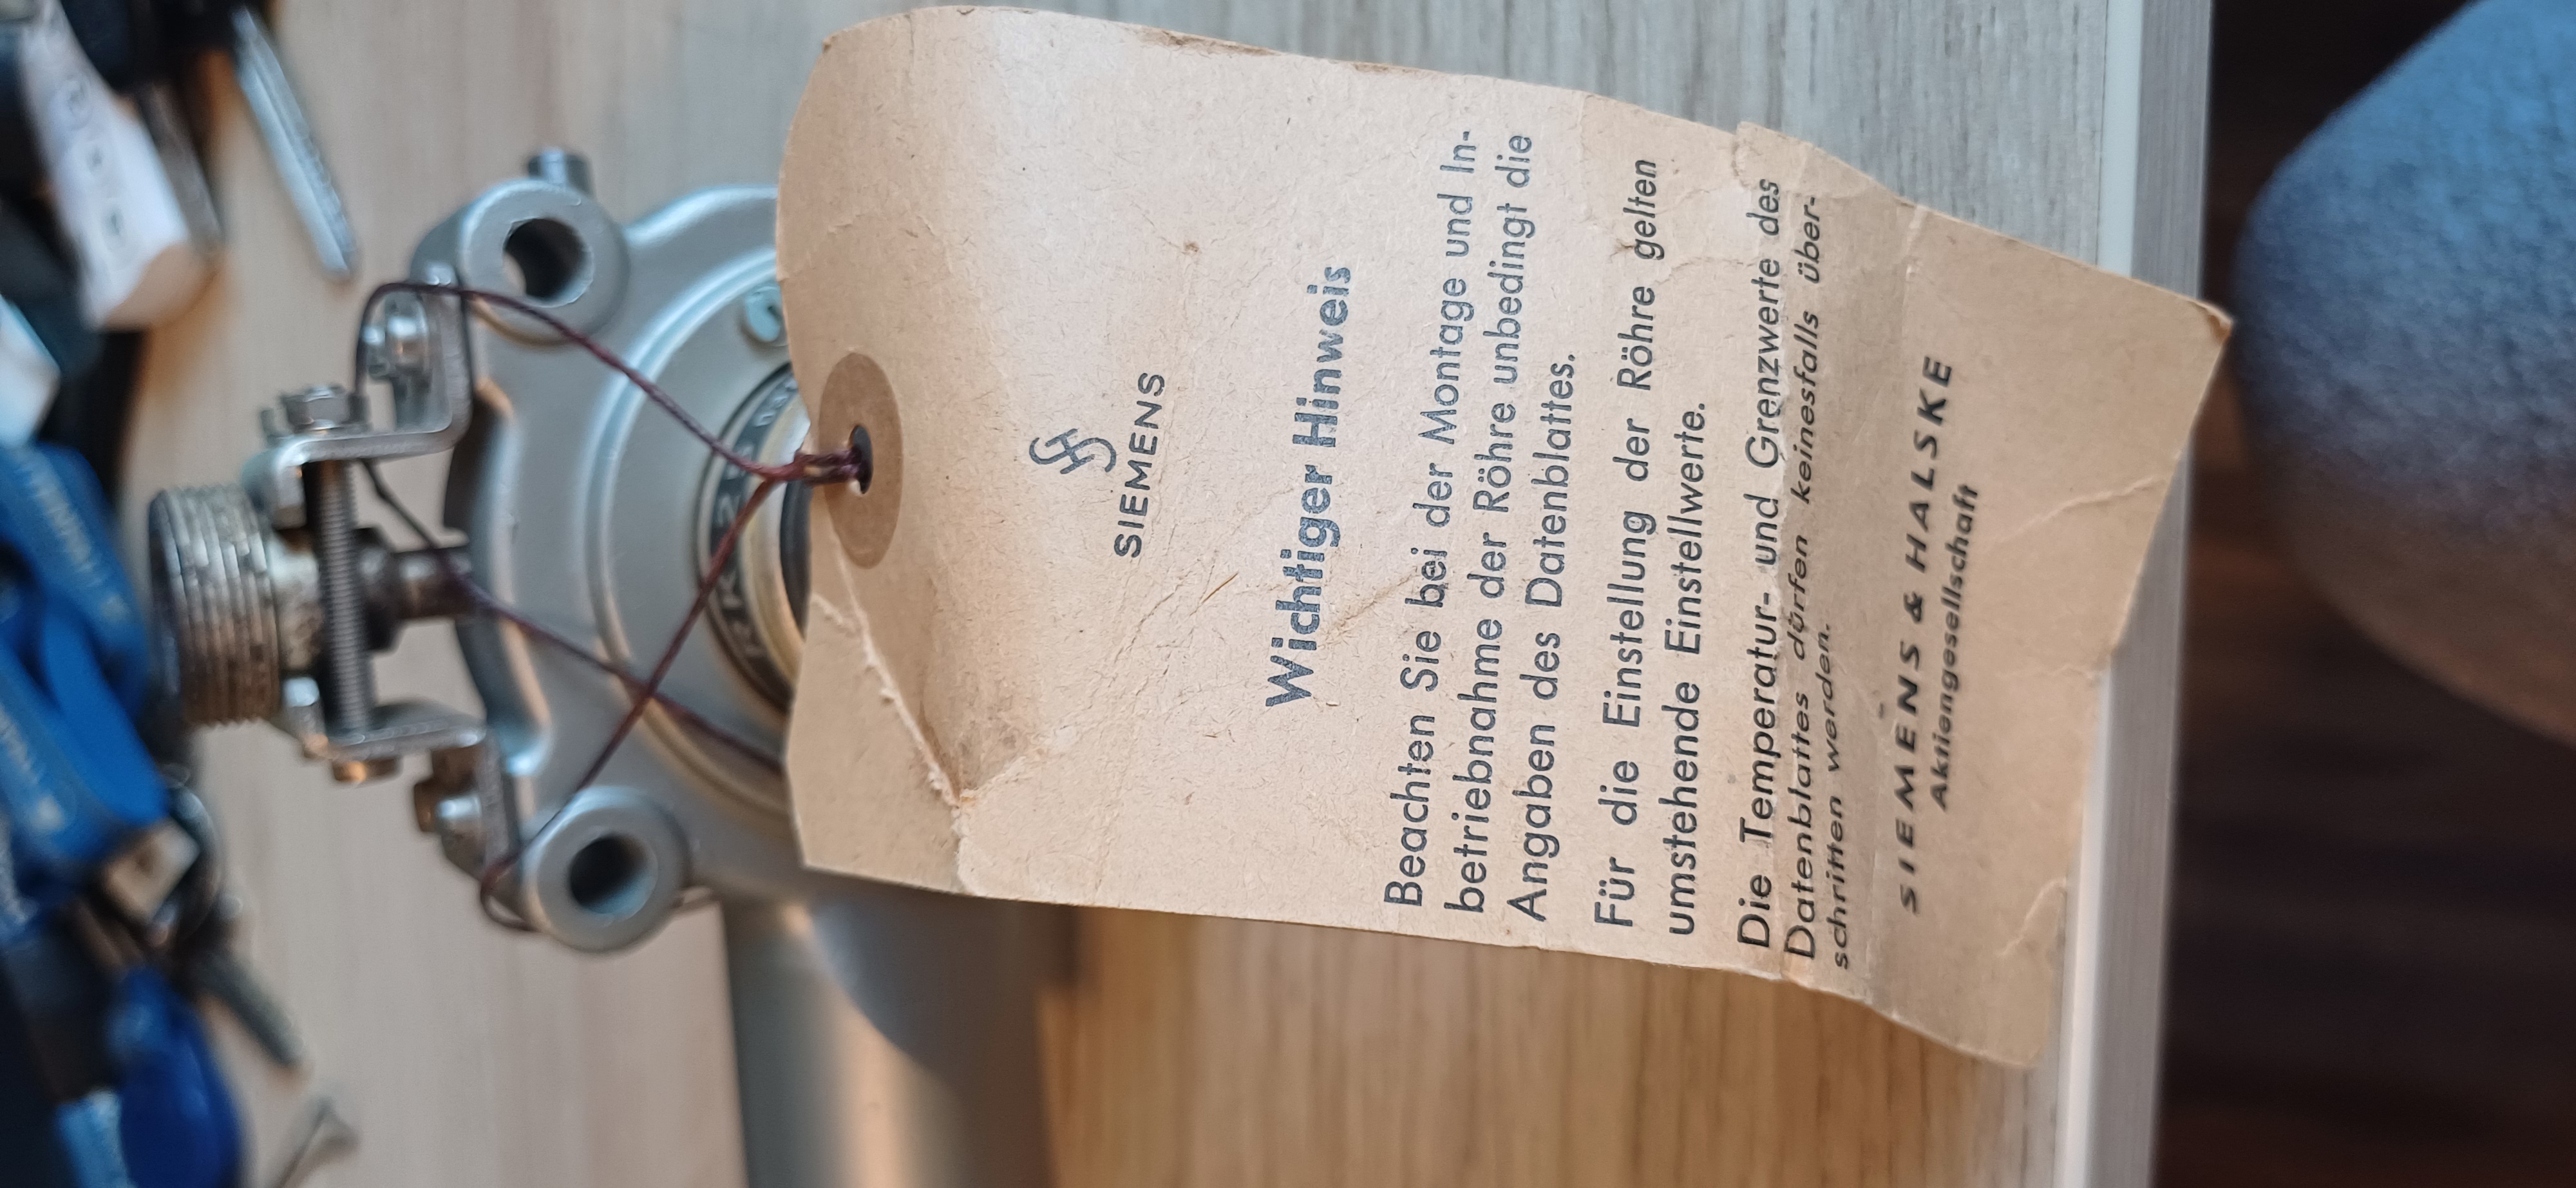 SIEMENS
Wichtiger Hinweis
Beachten Sie bei der Montage und In-
betriebnahme der Röhre unbedingt die
Angaben des Datenblattes.
Für die Einstellung der Röhre gelten
umstehende Einstellwerte.
Die Temperatur- und Grenzwerte des
Datenblattes dürfen keinesfalls über-
schritten werden.
SIEMENS & HALSKE
Aktiengesellschaft